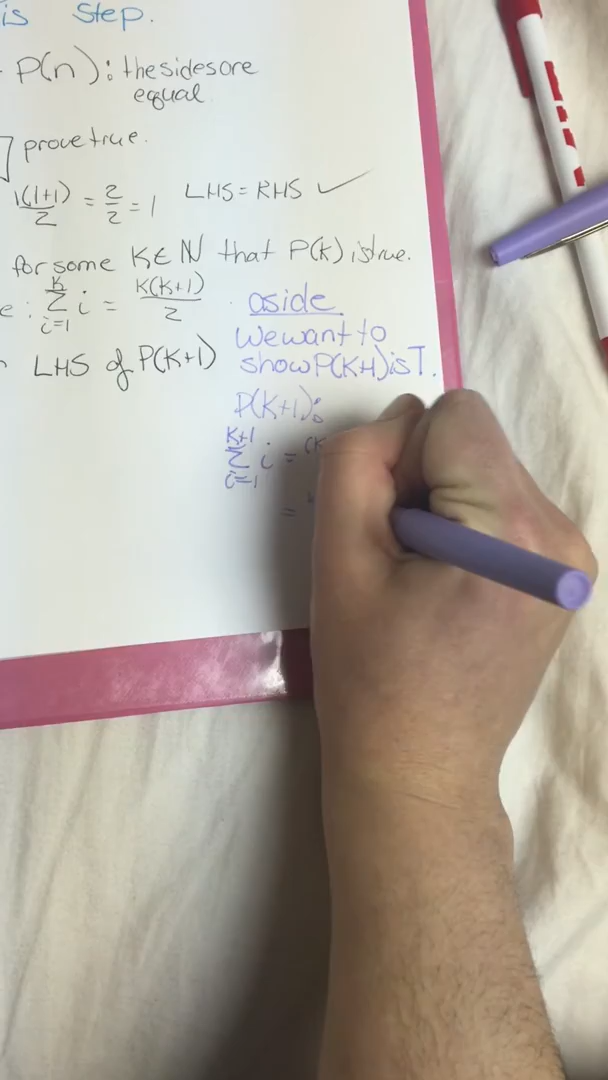 is Step.
P(n): the sides are
equal
] prove true.
1(1+1)/2 = 2/2 = 1 LHS = RHS ✓
for some K∈ℕ that P(k) is true.
e: K Σ i=1 i = K(K+1)/2
LHS of P(K+1)
aside
We want to
show P(K+1) is T.
P(K+1):
K+1 Σ i=1 i = (K
=